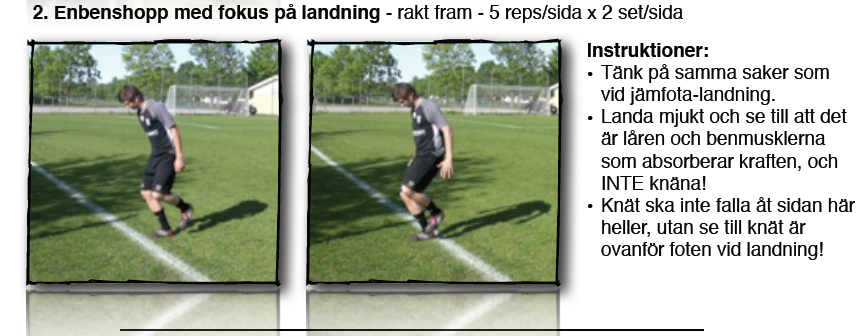 2. Enbenshopp med fokus på landning - rakt fram - 5 reps/sida x 2 set/sida
Instruktioner:
• Tänk på samma saker som
vid jämfota-landning.
• Landa mjukt och se till att det
är låren och benmusklerna
som absorberar kraften, och
INTE knäna!
• Knät ska inte falla åt sidan här
heller, utan se till knät är
ovanför foten vid landning!